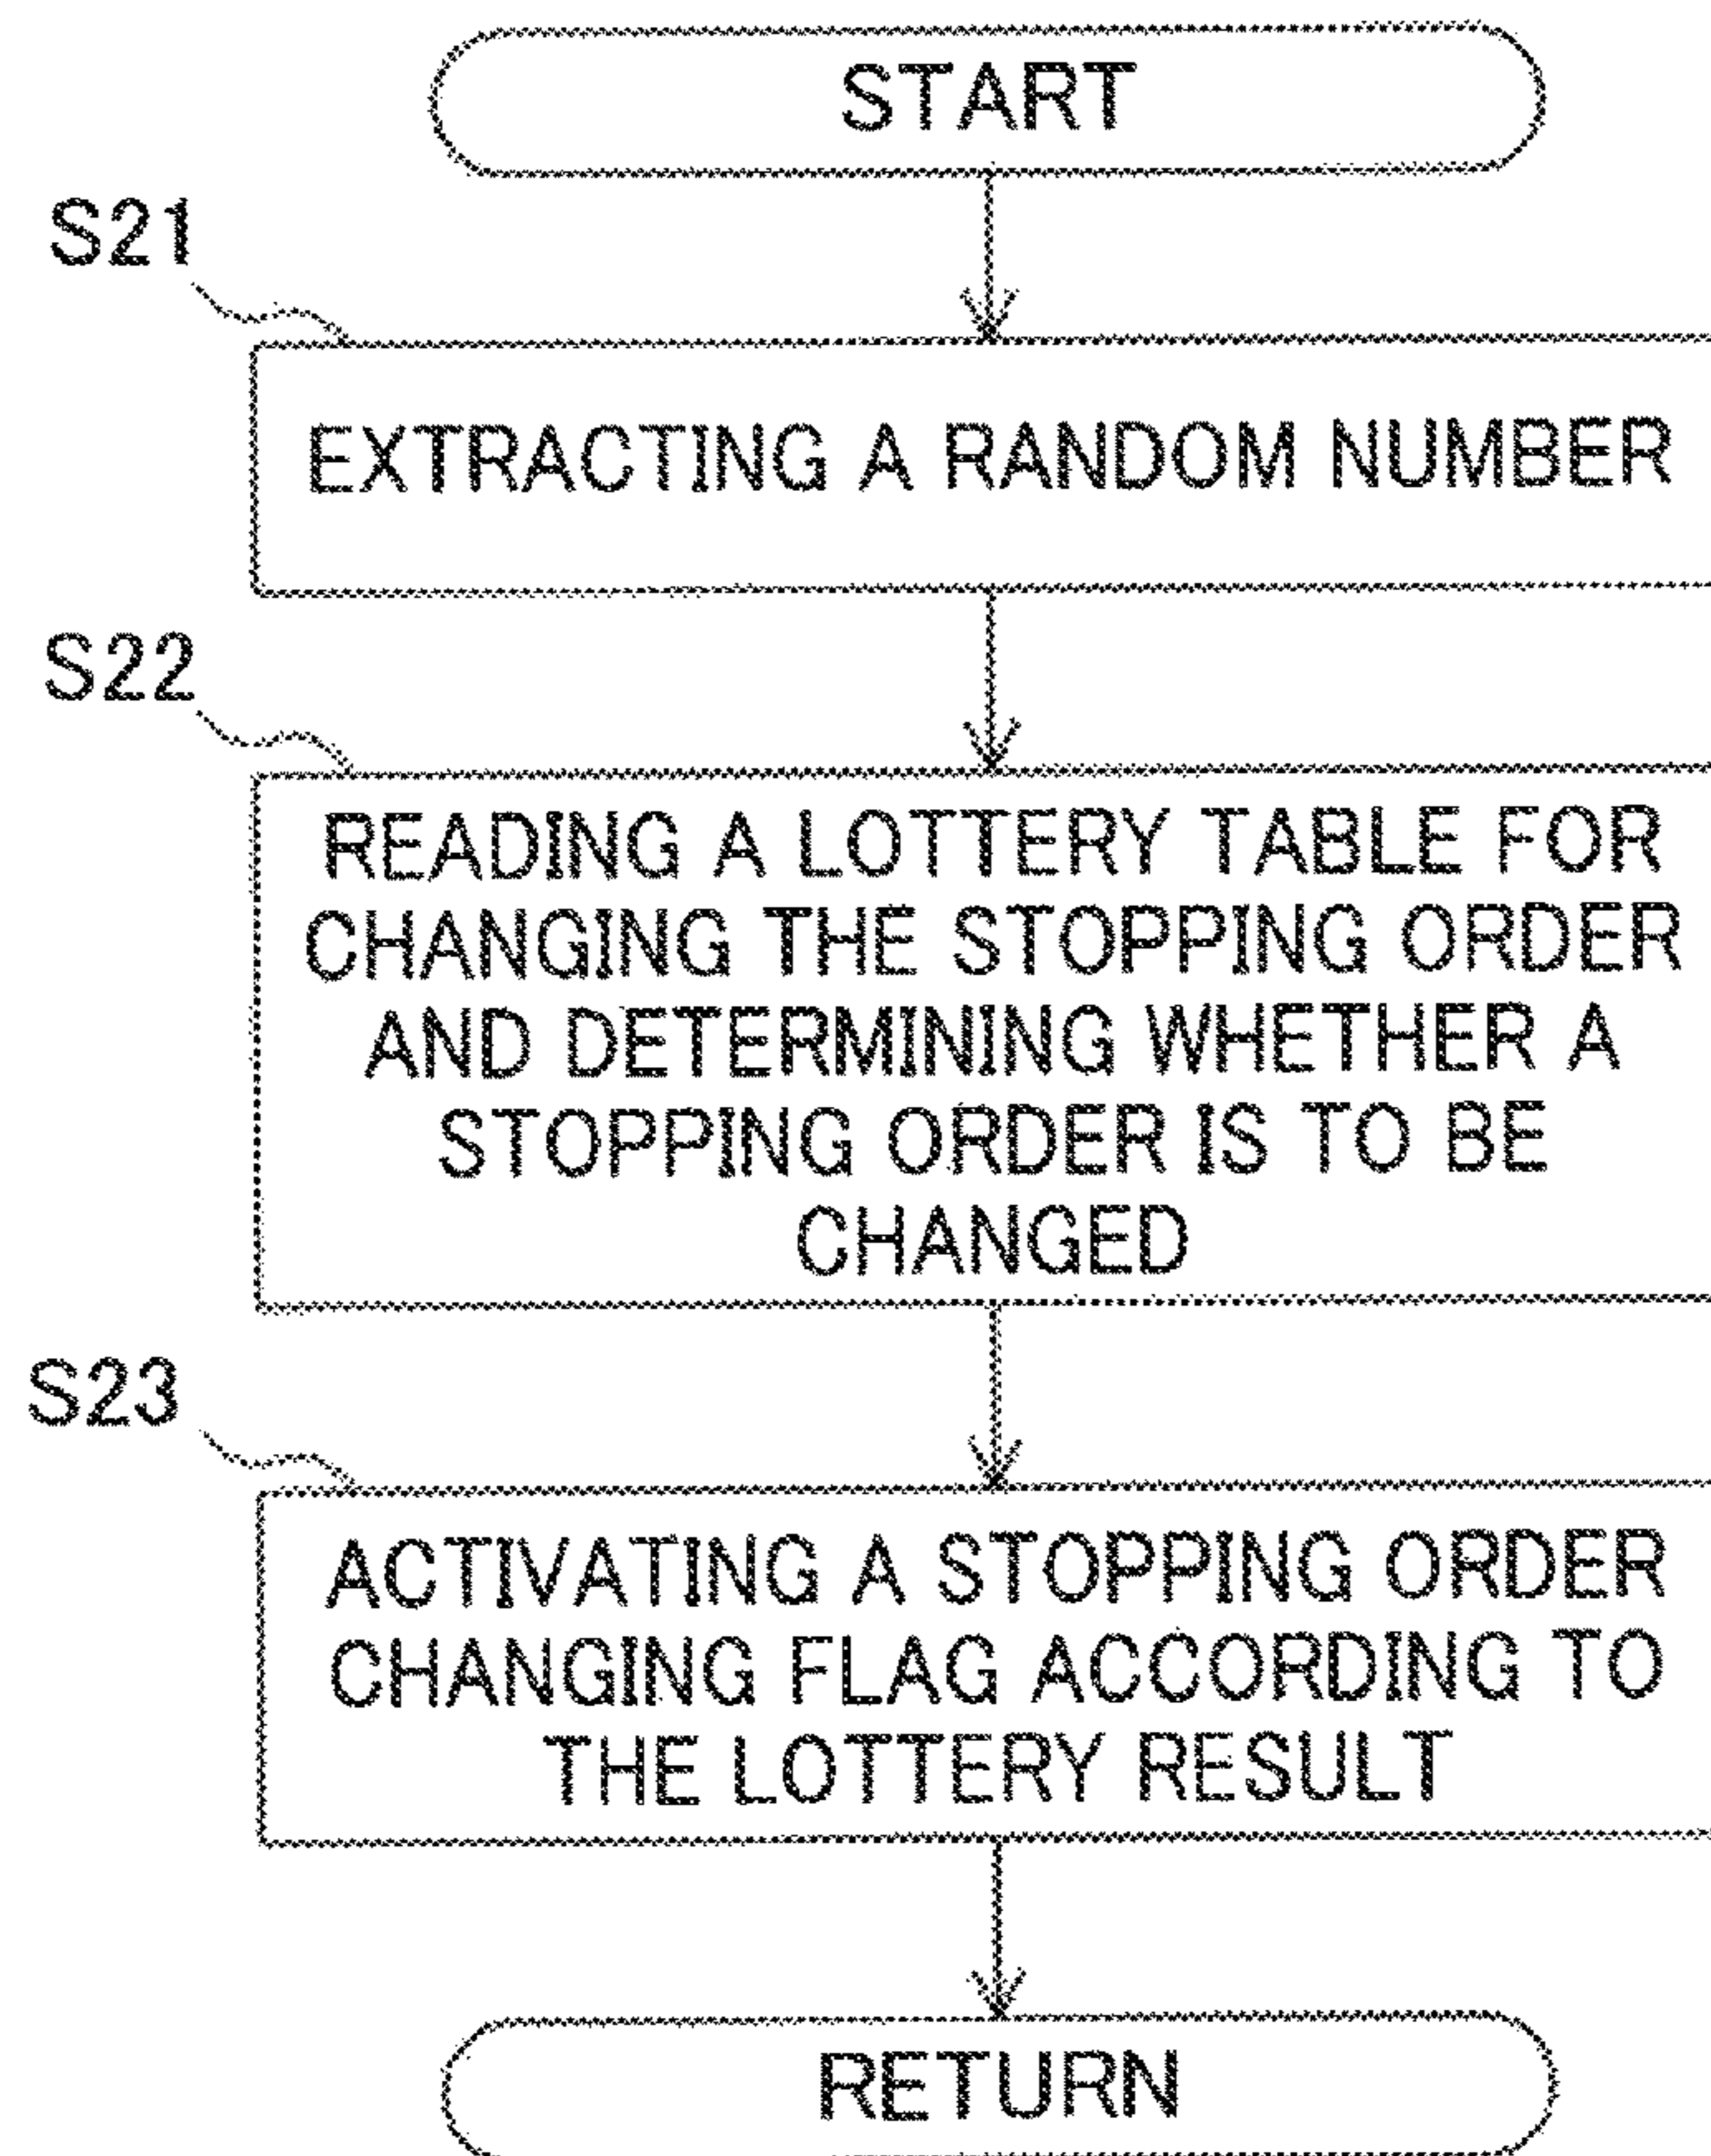 START
S21
EXTRACTING A RANDOM NUMBER
S22
READING A LOTTERY TABLE FOR
CHANGING THE STOPPING ORDER
AND DETERMINING WHETHER A
STOPPING ORDER IS TO BE
CHANGED
S23
ACTIVATING A STOPPING ORDER
CHANGING FLAG ACCORDING TO
THE LOTTERY RESULT
RETURN